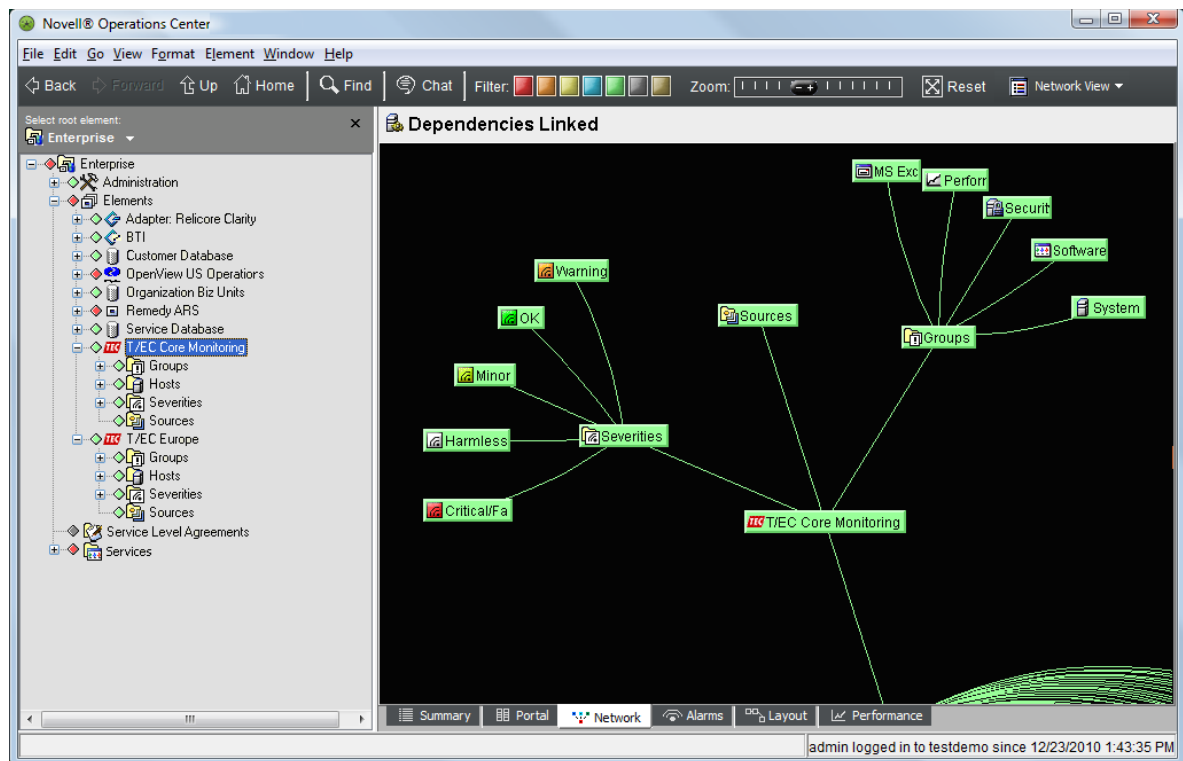 Novell® Operations Center
File Edit Go View Format Element Window Help
Back Forward Up Home Find Chat Filter: Zoom: Reset Network View
Select root element:
Enterprise
Dependencies Linked
Enterprise
Administration
Elements
Adapter: Relicore Clarity
BTI
Customer Database
OpenView US Operations
Organization Biz Units
Remedy ARS
Service Database
TEC T/EC Core Monitoring
Groups
Hosts
Severities
Sources
TEC T/EC Europe
Groups
Hosts
Severities
Sources
Service Level Agreements
Services
MS Exc
Perforr
Securit
Software
System
Groups
Sources
Warning
OK
Minor
Harmless
Critical/Fa
Severities
TEC T/EC Core Monitoring
Summary Portal Network Alarms Layout Performance
admin logged in to testdemo since 12/23/2010 1:43:35 PM